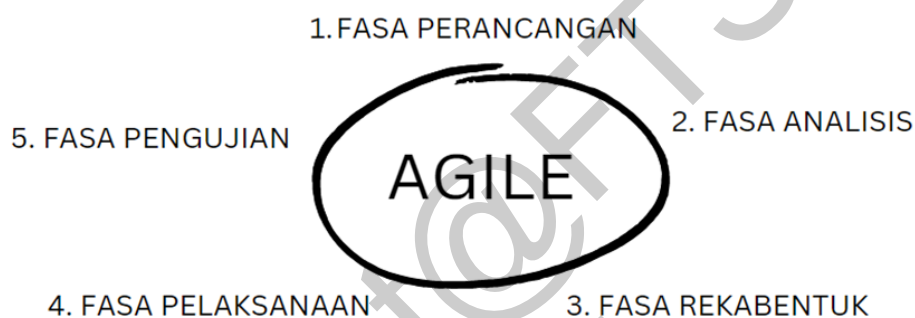 1. FASA PERANCANGAN
2. FASA ANALISIS
5. FASA PENGUJIAN
AGILE
4. FASA PELAKSANAAN
3. FASA REKABENTUK